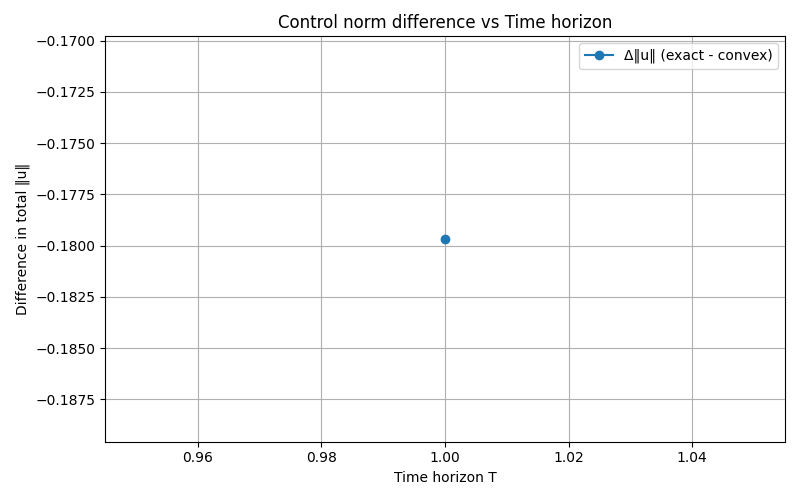 Control norm difference vs Time horizon
Δ‖u‖ (exact - convex)
Difference in total ‖u‖
−0.1700
−0.1725
−0.1750
−0.1775
−0.1800
−0.1825
−0.1850
−0.1875
0.96 0.98 1.00 1.02 1.04
Time horizon T